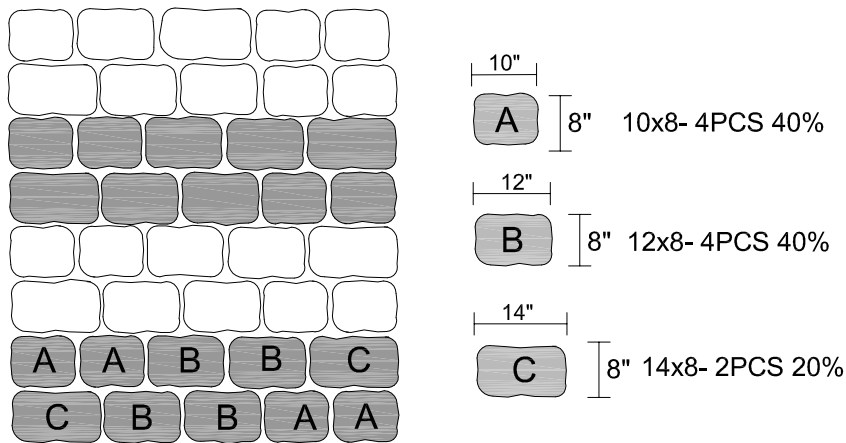 A A B B C
C B B A A
10"
A 8" 10x8- 4PCS 40%
12"
B 8" 12x8- 4PCS 40%
14"
C 8" 14x8- 2PCS 20%